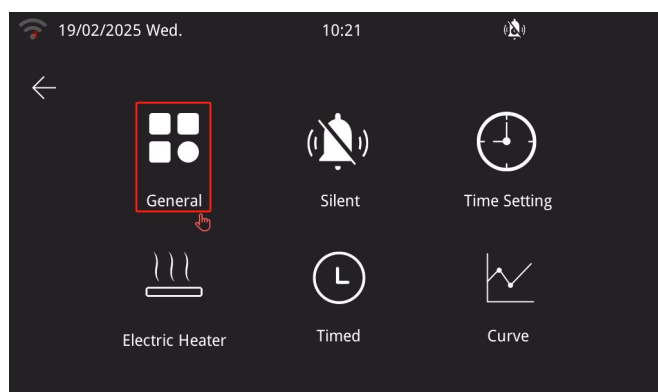 19/02/2025 Wed. 10:21
General Silent Time Setting
Electric Heater Timed Curve